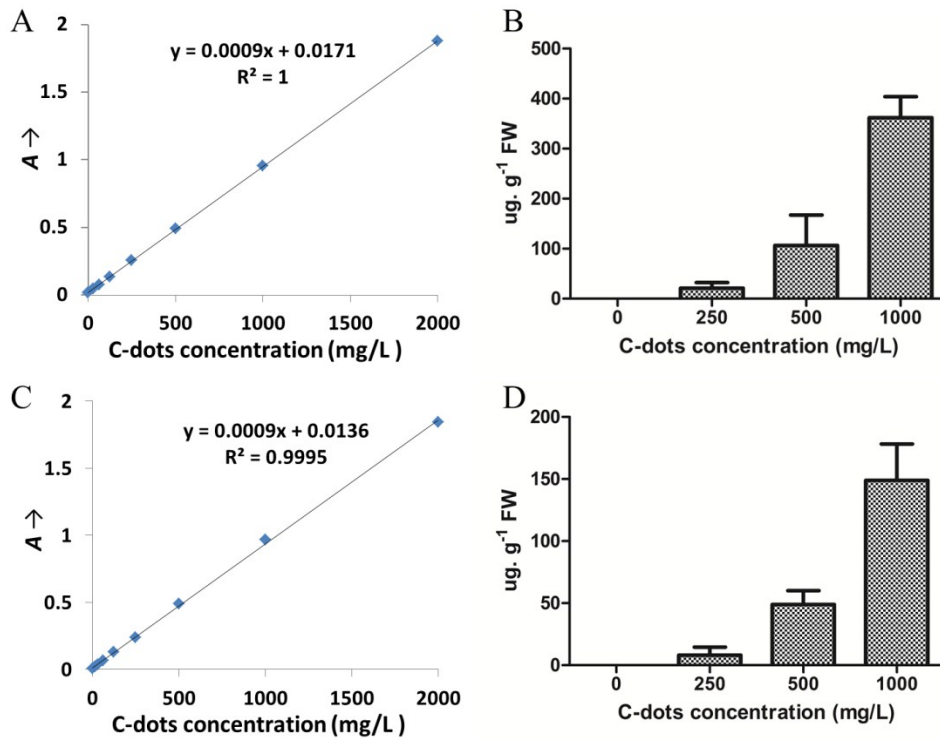 A
y = 0.0009x + 0.0171
R² = 1
2
1.5
1
0.5
0
A →
0 500 1000 1500 2000
C-dots concentration (mg/L )
B
500
400
300
200
100
0
ug. g⁻¹ FW
0 250 500 1000
C-dots concentration (mg/L)
C
y = 0.0009x + 0.0136
R² = 0.9995
2
1.5
1
0.5
0
A →
0 500 1000 1500 2000
C-dots concentration (mg/L)
D
200
150
100
50
0
ug. g⁻¹ FW
0 250 500 1000
C-dots concentration (mg/L)